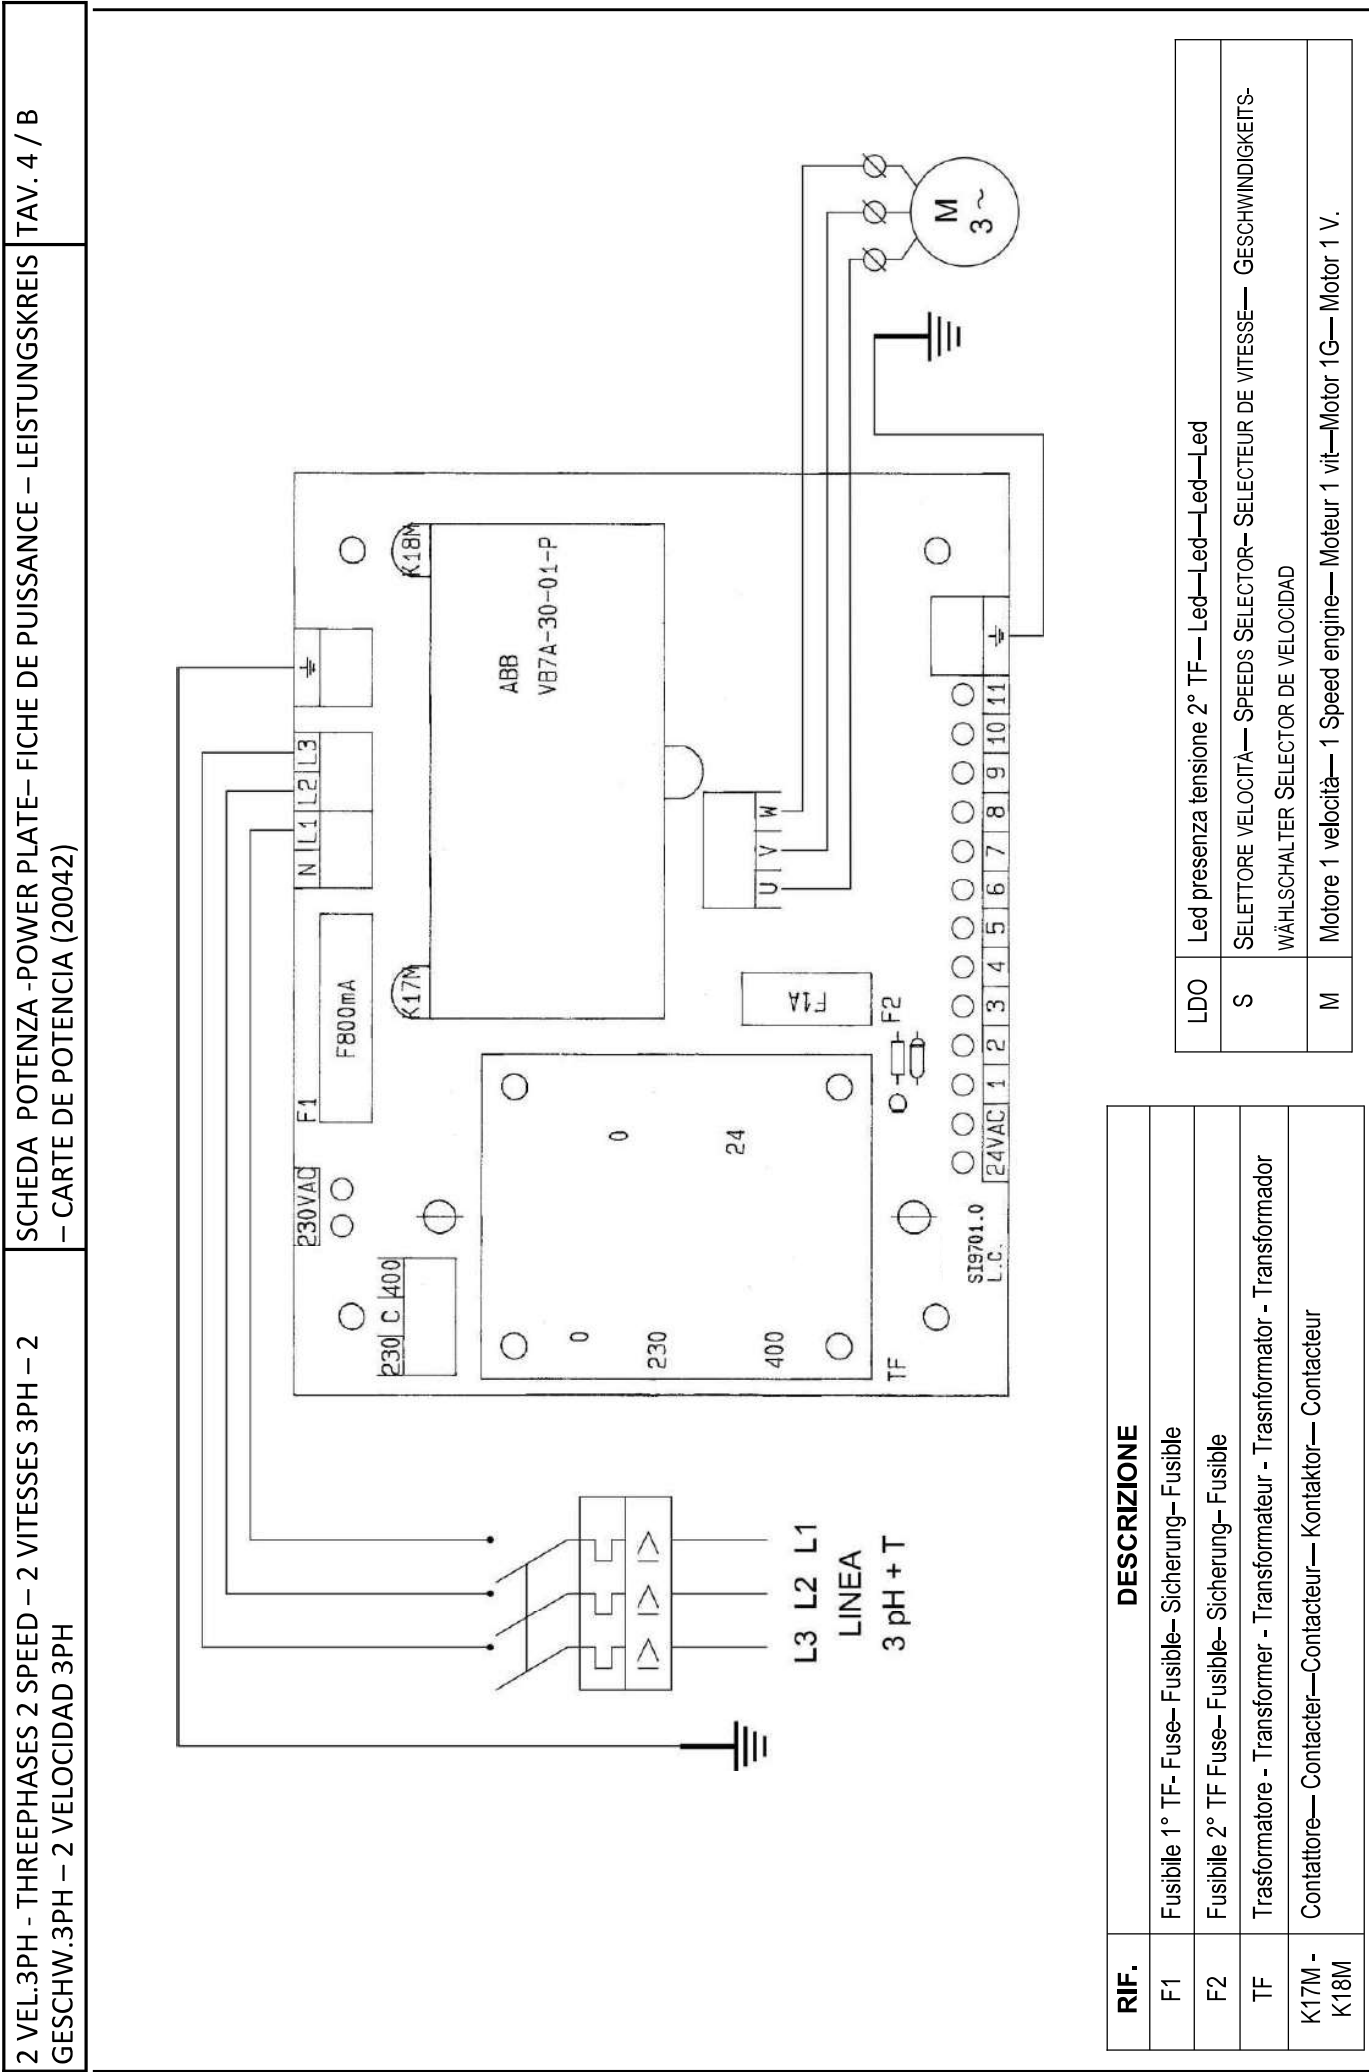 2 VEL.3PH - THREEPHASES 2 SPEED – 2 VITESSES 3PH – 2
GESCHW.3PH – 2 VELOCIDAD 3PH
SCHEDA POTENZA -POWER PLATE– FICHE DE PUISSANCE – LEISTUNGSKREIS
– CARTE DE POTENCIA (20042)
TAV. 4 / B
L3 L2 L1
LINEA
3 pH + T
230VAC
F1
F800mA
N L1 L2 L3
230 C 400
K17M
K18M
ABB
VB7A-30-01-P
0
230
400
0
24
TF
F1A
F2
U V W
M
3 ~
SI9701.0
L.C.
24VAC 1 2 3 4 5 6 7 8 9 10 11
RIF.
DESCRIZIONE
F1
Fusibile 1° TF- Fuse– Fusible– Sicherung– Fusible
F2
Fusibile 2° TF Fuse– Fusible– Sicherung– Fusible
TF
Trasformatore - Transformer - Transformateur - Trasnformator - Transformador
K17M -
K18M
Contattore— Contacter—Contacteur— Kontaktor— Contacteur
LDO
Led presenza tensione 2° TF— Led—Led—Led—Led
S
SELETTORE VELOCITÀ— SPEEDS SELECTOR– SELECTEUR DE VITESSE— GESCHWINDIGKEITS-
WÄHLSCHALTER SELECTOR DE VELOCIDAD
M
Motore 1 velocità— 1 Speed engine— Moteur 1 vit—Motor 1G— Motor 1 V.